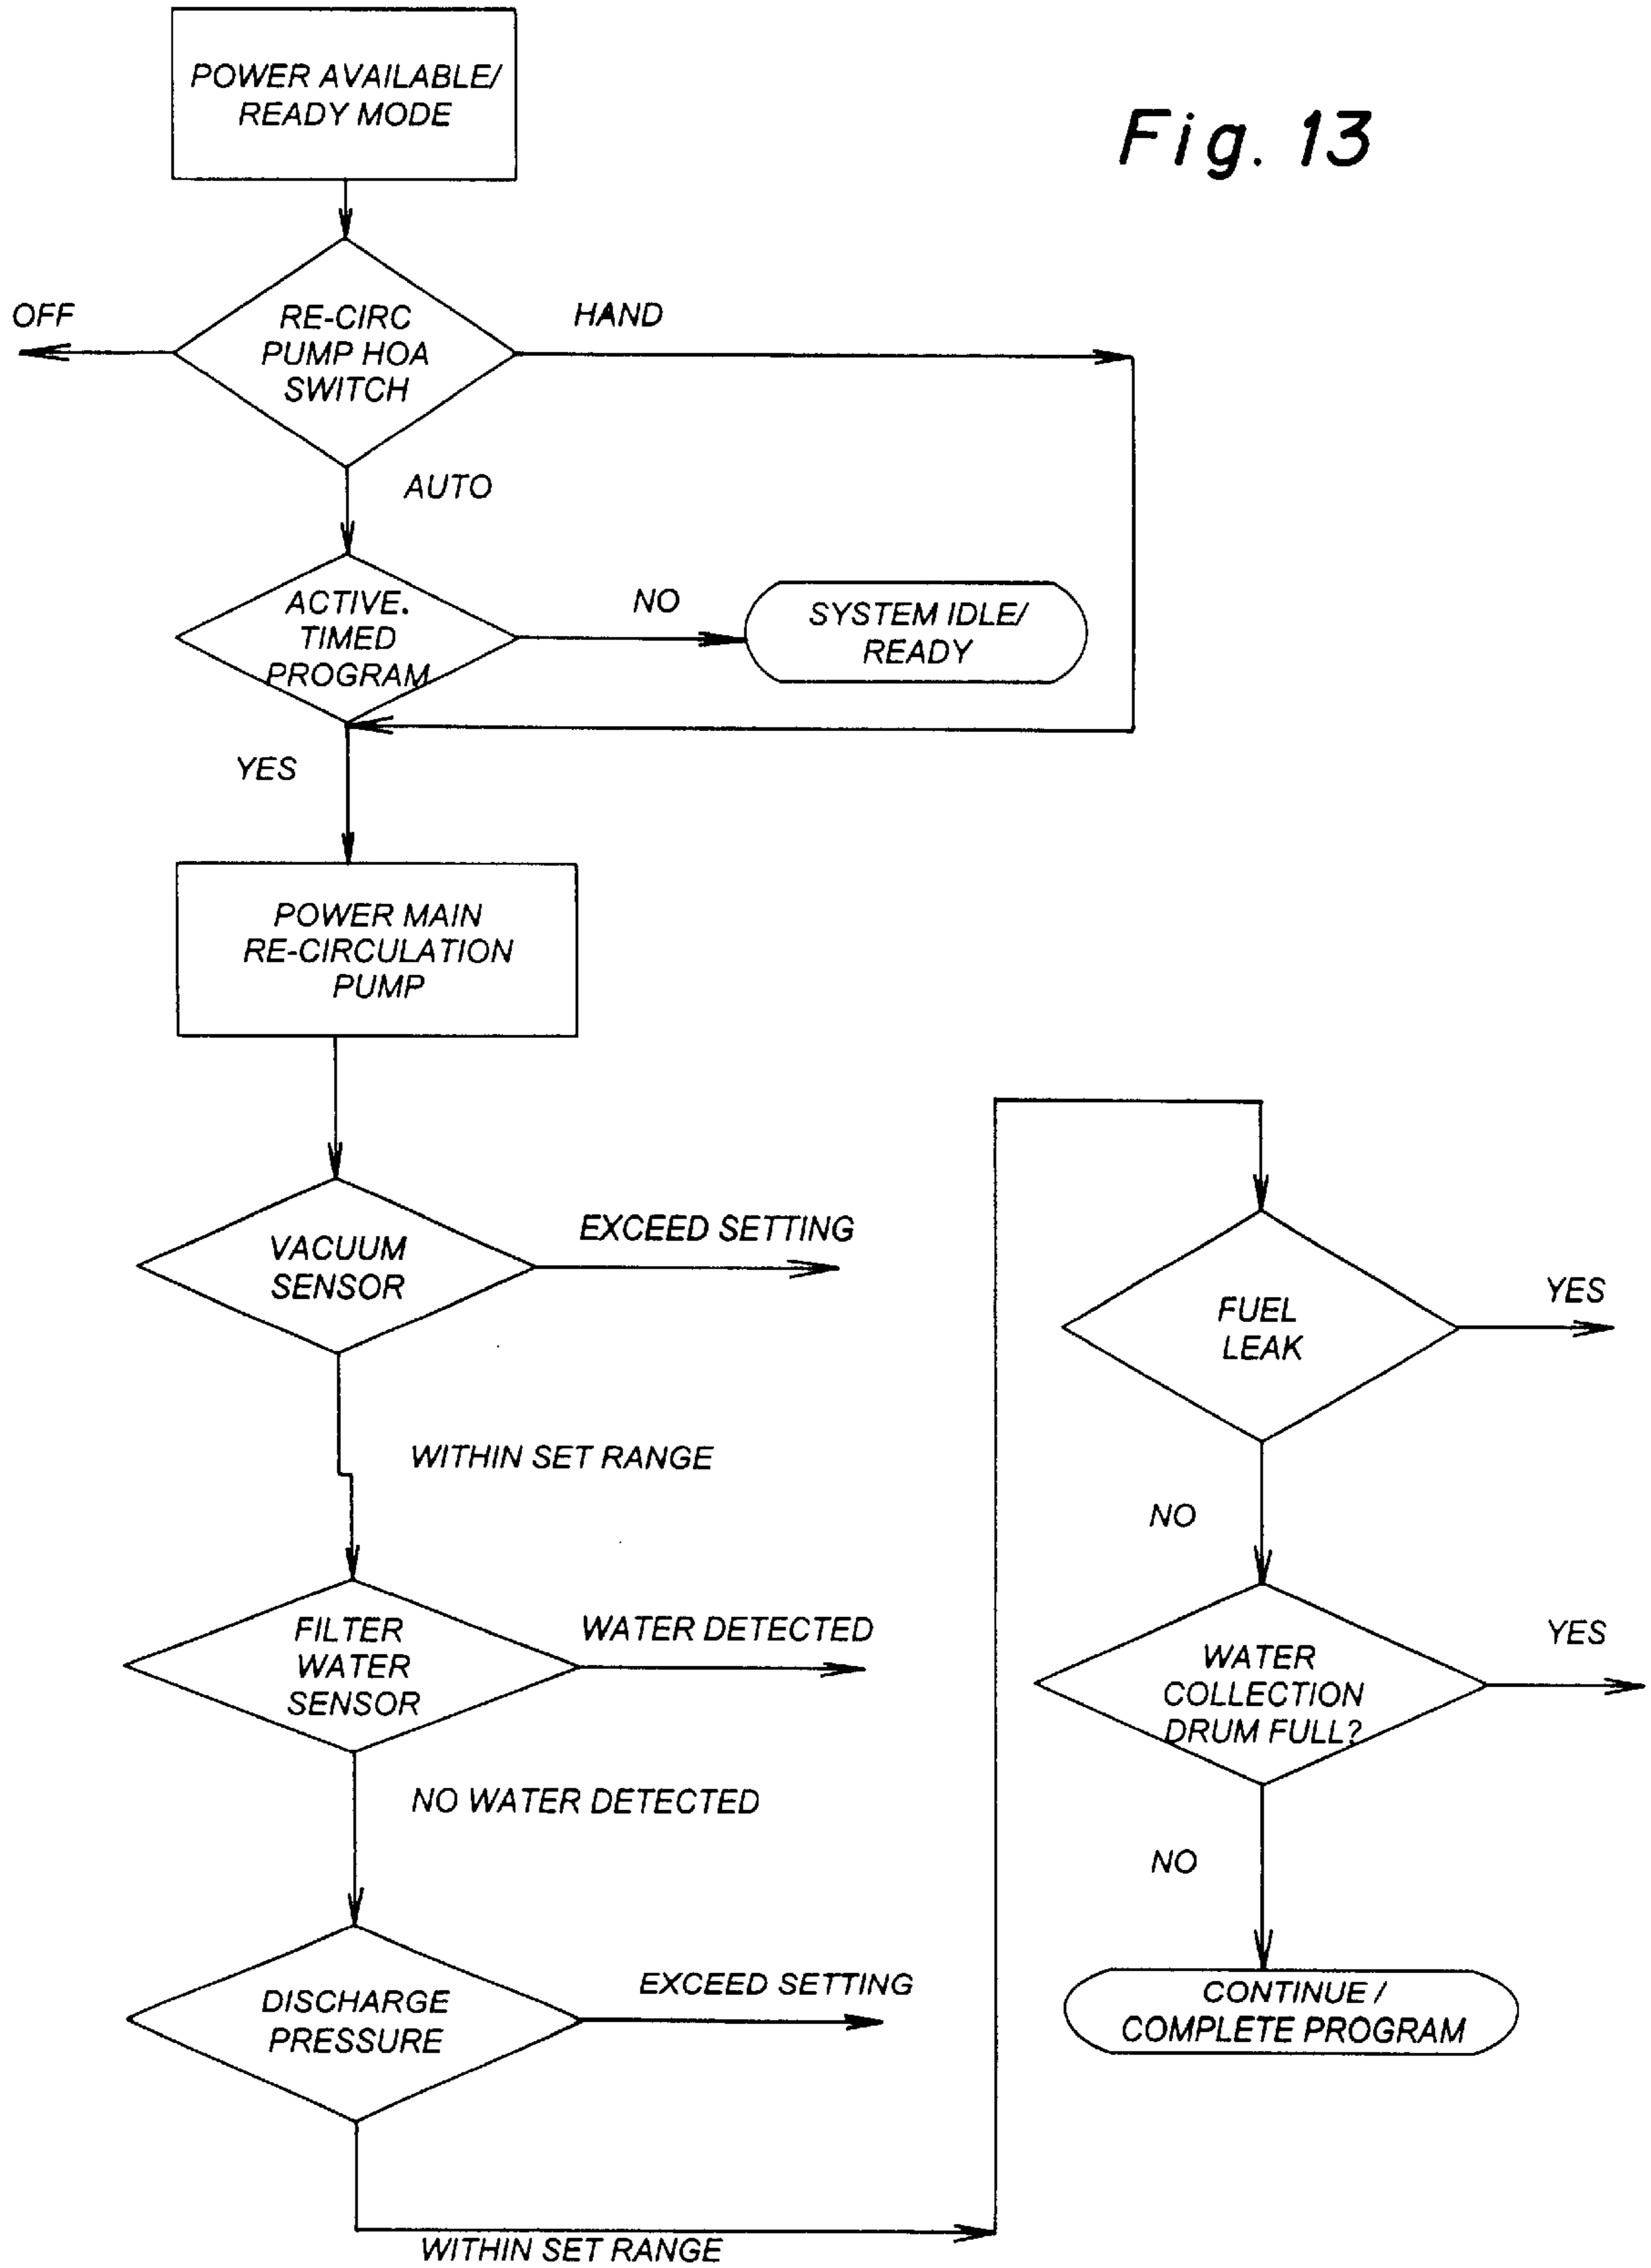 POWER AVAILABLE/
READY MODE
Fig. 13
OFF
RE-CIRC
PUMP HOA
SWITCH
HAND
AUTO
ACTIVE.
TIMED
PROGRAM
NO
SYSTEM IDLE/
READY
YES
POWER MAIN
RE-CIRCULATION
PUMP
VACUUM
SENSOR
EXCEED SETTING
WITHIN SET RANGE
FILTER
WATER
SENSOR
WATER DETECTED
NO WATER DETECTED
DISCHARGE
PRESSURE
EXCEED SETTING
WITHIN SET RANGE
FUEL
LEAK
YES
NO
WATER
COLLECTION
DRUM FULL?
YES
NO
CONTINUE /
COMPLETE PROGRAM